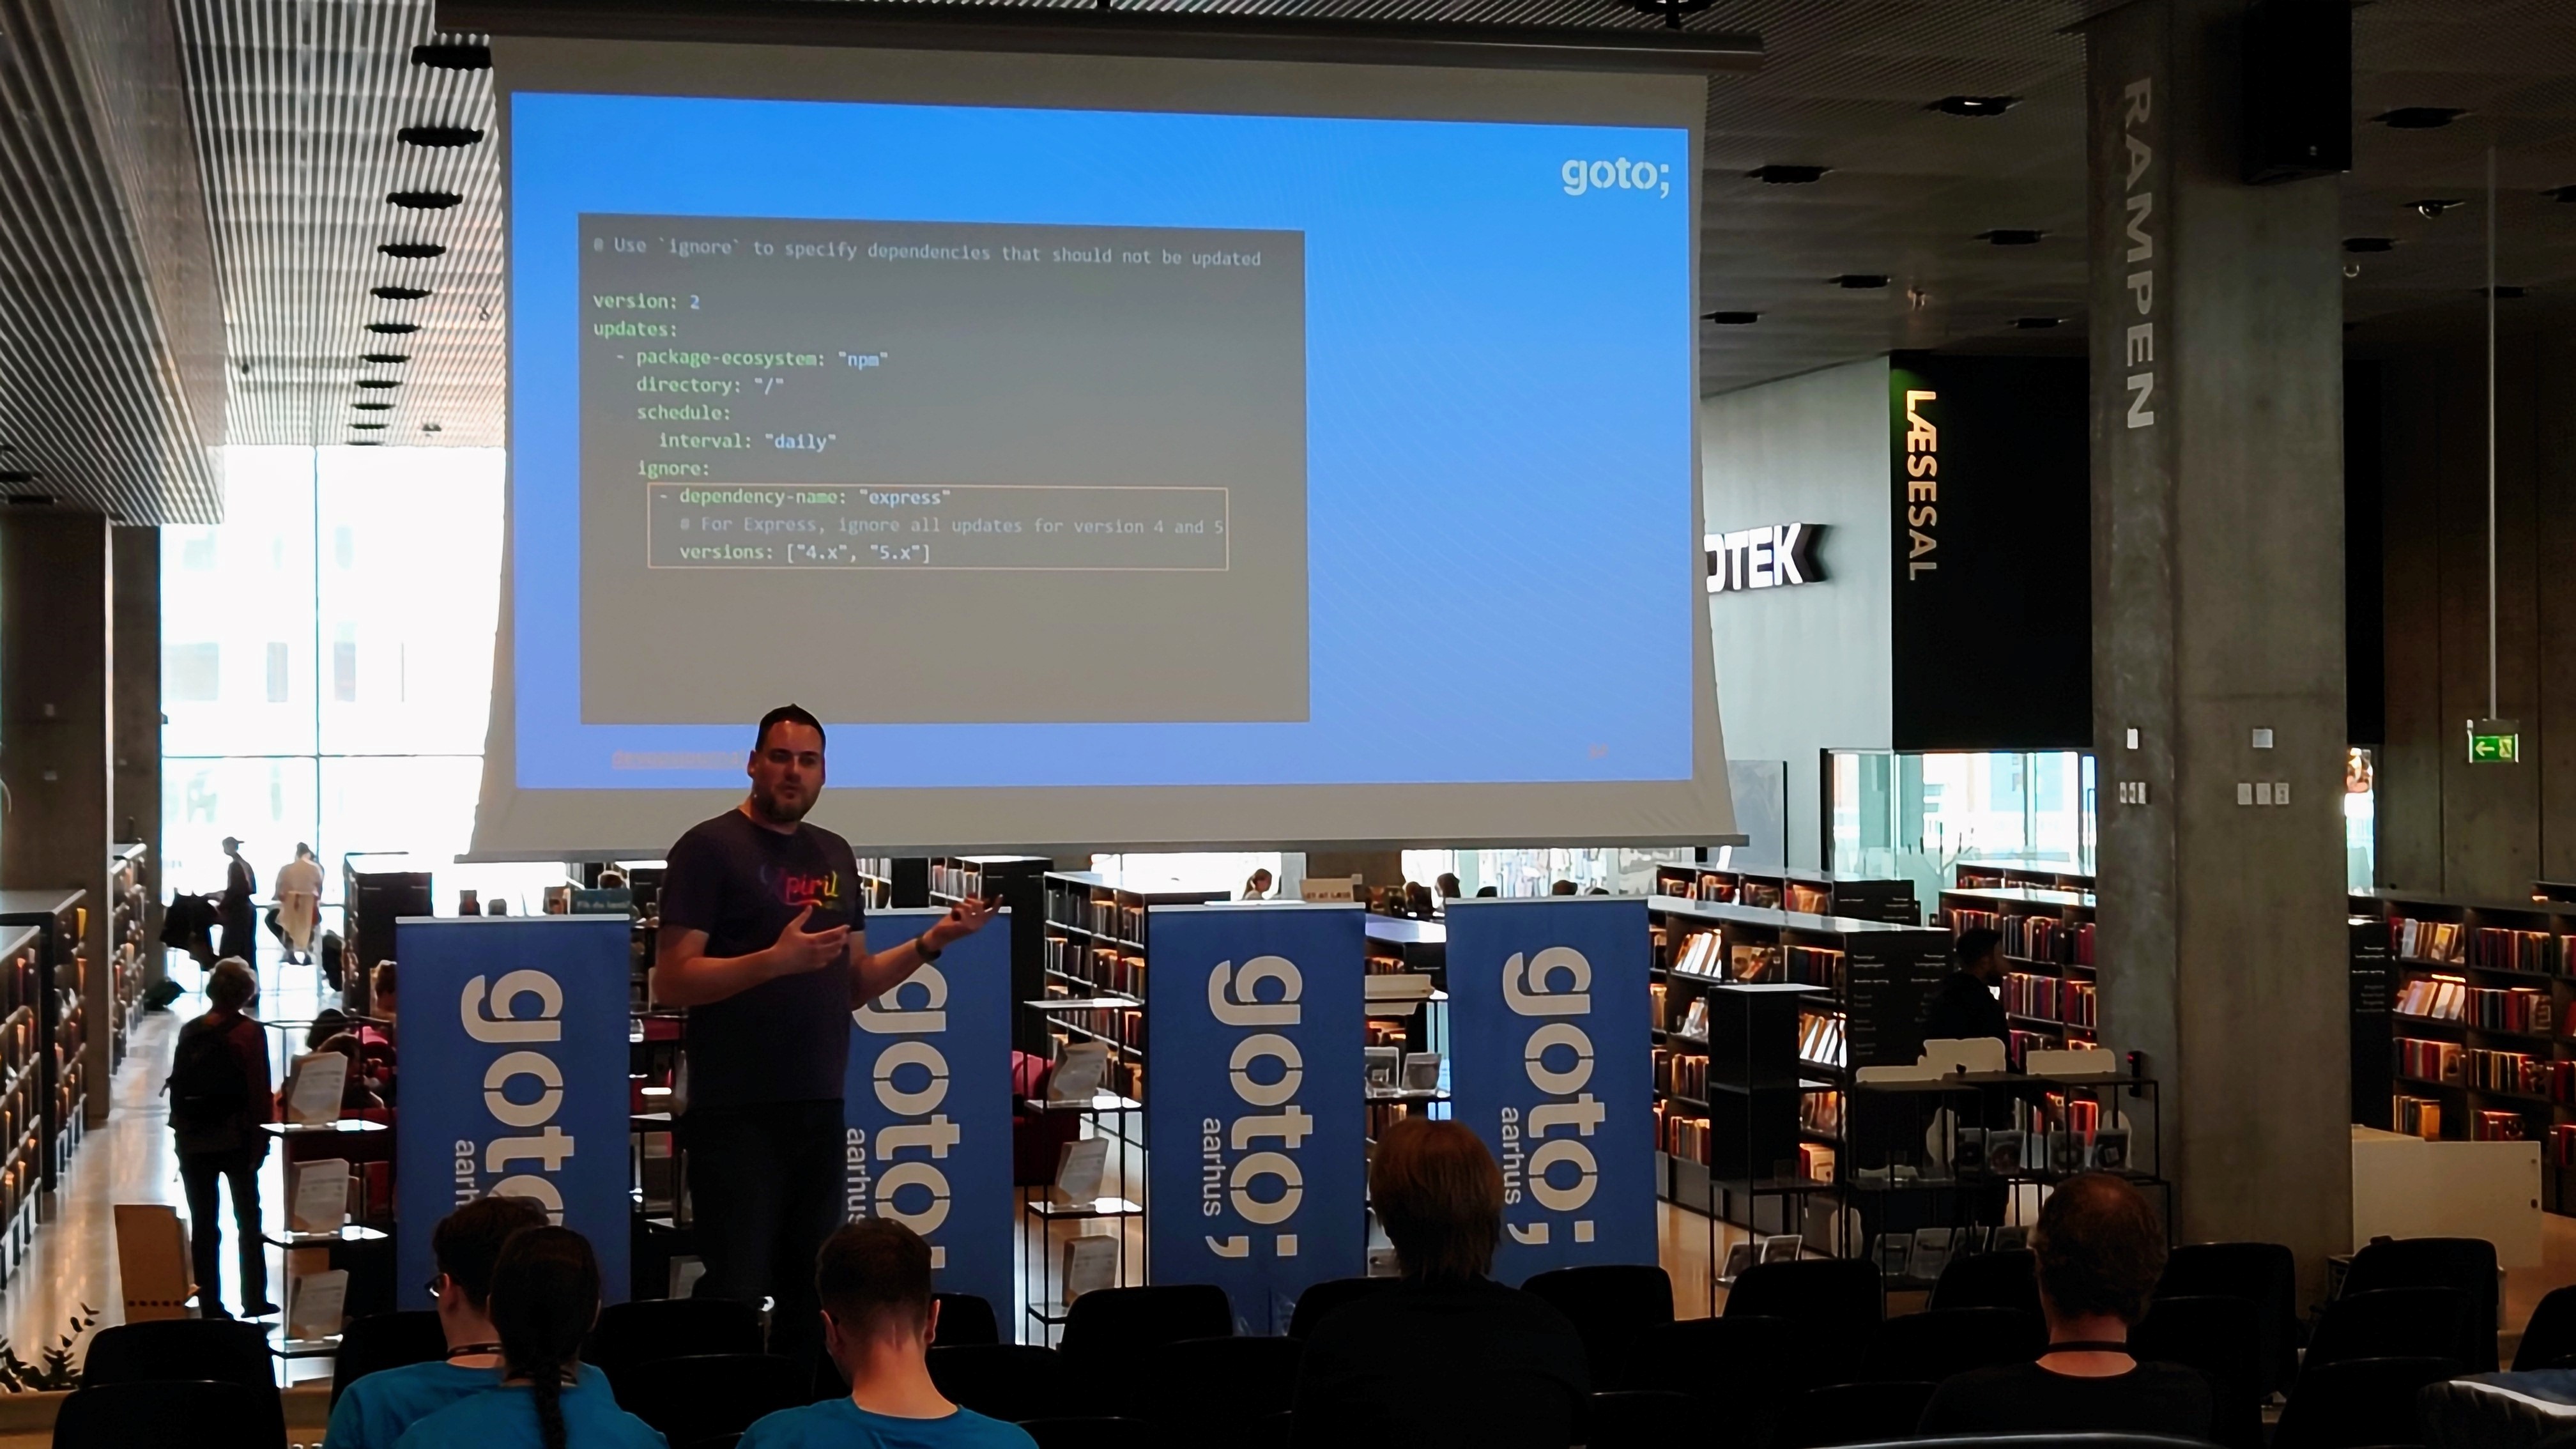 goto;
# Use `ignore` to specify dependencies that should not be updated
version: 2
updates:
- package-ecosystem: "npm"
directory: "/"
schedule:
interval: "daily"
ignore:
- dependency-name: "express"
# For Express, ignore all updates for version 4 and 5
versions: ["4.x", "5.x"]
RAMPEN
LÆSESAL
OTEK
piril
goto;
aarhus
goto;
aarhus
goto;
aarhus
goto
aarh